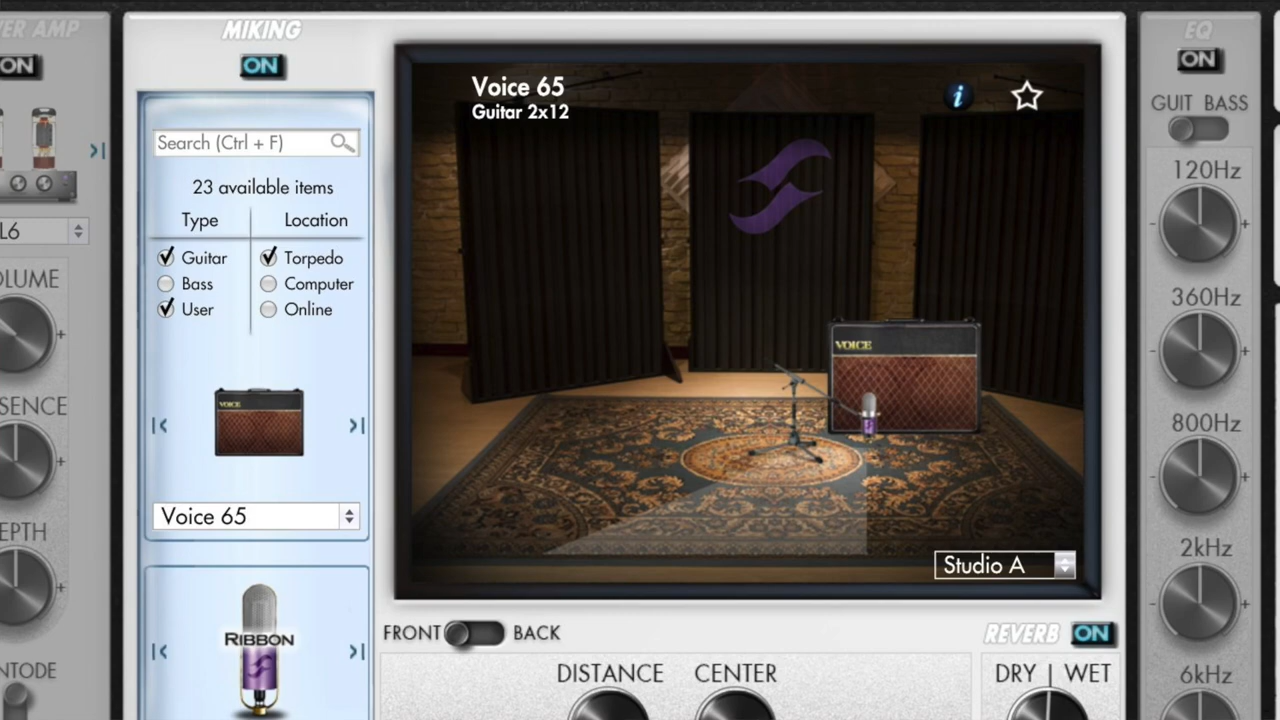 VER AMP
ON
L6
OLUME
+
SENCE
+
EPTH
+
NTODE
MIKING
ON
Search (Ctrl + F)
23 available items
Type
Location
Guitar
Torpedo
Bass
Computer
User
Online
VOICE
Voice 65
RIBBON
Voice 65
Guitar 2x12
i
VOICE
Studio A
FRONT
BACK
DISTANCE
CENTER
REVERB
ON
DRY | WET
EQ
ON
GUIT BASS
120Hz
- +
360Hz
- +
800Hz
- +
2kHz
- +
6kHz